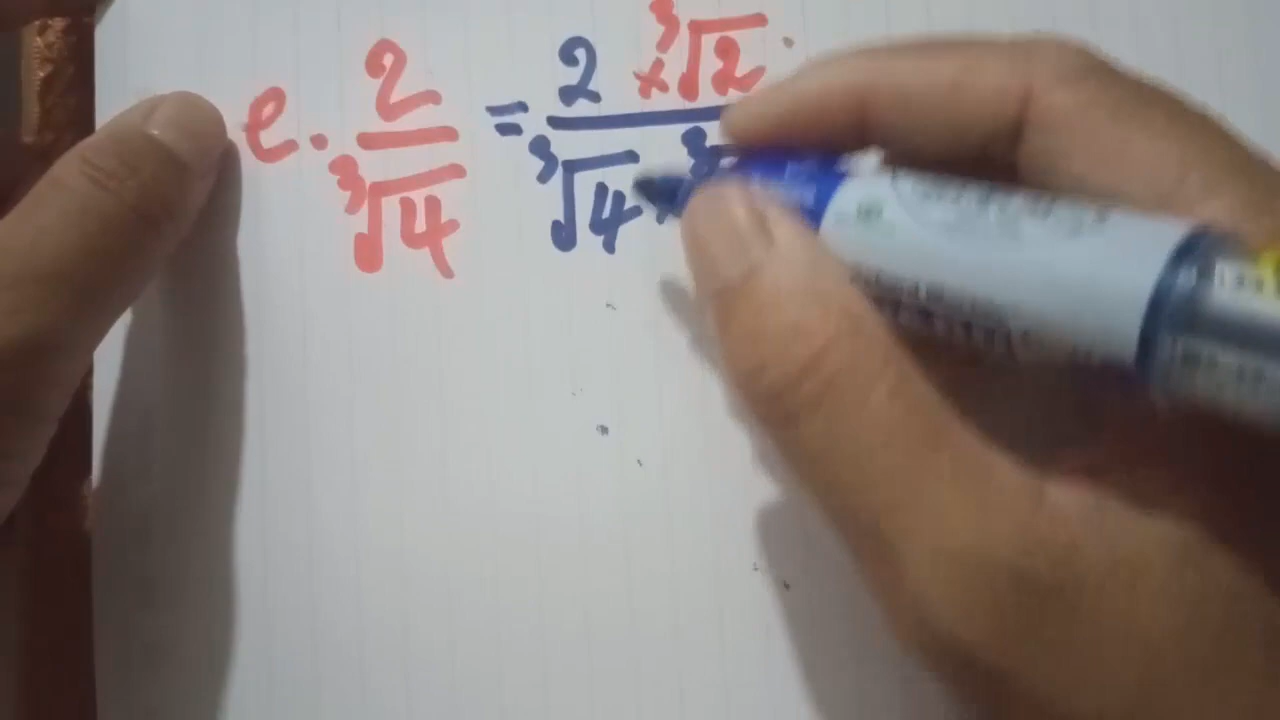 e. 2/∛4 = 2 ×∛2 / ∛4 × ∛